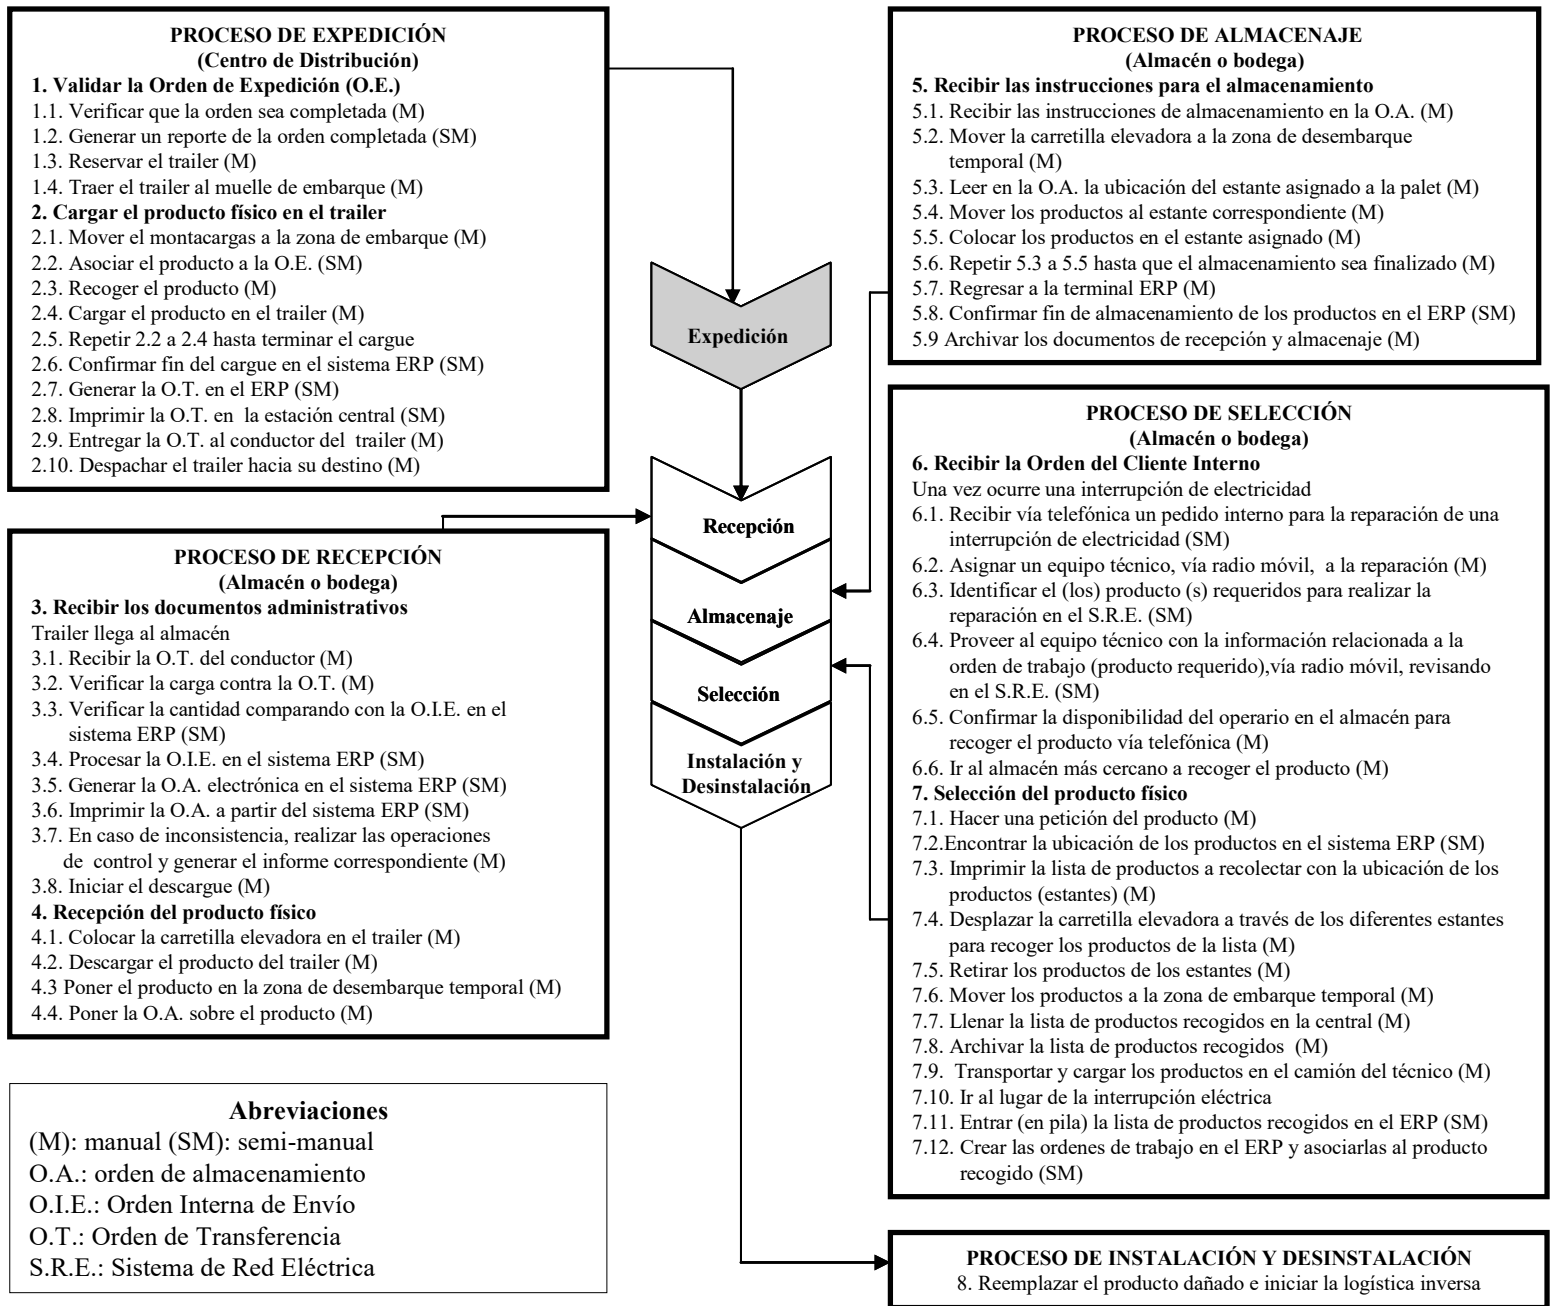 PROCESO DE EXPEDICIÓN
(Centro de Distribución)
1. Validar la Orden de Expedición (O.E.)
1.1. Verificar que la orden sea completada (M)
1.2. Generar un reporte de la orden completada (SM)
1.3. Reservar el trailer (M)
1.4. Traer el trailer al muelle de embarque (M)
2. Cargar el producto físico en el trailer
2.1. Mover el montacargas a la zona de embarque (M)
2.2. Asociar el producto a la O.E. (SM)
2.3. Recoger el producto (M)
2.4. Cargar el producto en el trailer (M)
2.5. Repetir 2.2 a 2.4 hasta terminar el cargue
2.6. Confirmar fin del cargue en el sistema ERP (SM)
2.7. Generar la O.T. en el ERP (SM)
2.8. Imprimir la O.T. en la estación central (SM)
2.9. Entregar la O.T. al conductor del trailer (M)
2.10. Despachar el trailer hacia su destino (M)
PROCESO DE RECEPCIÓN
(Almacén o bodega)
3. Recibir los documentos administrativos
Trailer llega al almacén
3.1. Recibir la O.T. del conductor (M)
3.2. Verificar la carga contra la O.T. (M)
3.3. Verificar la cantidad comparando con la O.I.E. en el
sistema ERP (SM)
3.4. Procesar la O.I.E. en el sistema ERP (SM)
3.5. Generar la O.A. electrónica en el sistema ERP (SM)
3.6. Imprimir la O.A. a partir del sistema ERP (SM)
3.7. En caso de inconsistencia, realizar las operaciones
de control y generar el informe correspondiente (M)
3.8. Iniciar el descargue (M)
4. Recepción del producto físico
4.1. Colocar la carretilla elevadora en el trailer (M)
4.2. Descargar el producto del trailer (M)
4.3 Poner el producto en la zona de desembarque temporal (M)
4.4. Poner la O.A. sobre el producto (M)
Abreviaciones
(M): manual (SM): semi-manual
O.A.: orden de almacenamiento
O.I.E.: Orden Interna de Envío
O.T.: Orden de Transferencia
S.R.E.: Sistema de Red Eléctrica
Expedición
Recepción
Almacenaje
Selección
Instalación y
Desinstalación
PROCESO DE ALMACENAJE
(Almacén o bodega)
5. Recibir las instrucciones para el almacenamiento
5.1. Recibir las instrucciones de almacenamiento en la O.A. (M)
5.2. Mover la carretilla elevadora a la zona de desembarque
temporal (M)
5.3. Leer en la O.A. la ubicación del estante asignado a la palet (M)
5.4. Mover los productos al estante correspondiente (M)
5.5. Colocar los productos en el estante asignado (M)
5.6. Repetir 5.3 a 5.5 hasta que el almacenamiento sea finalizado (M)
5.7. Regresar a la terminal ERP (M)
5.8. Confirmar fin de almacenamiento de los productos en el ERP (SM)
5.9 Archivar los documentos de recepción y almacenaje (M)
PROCESO DE SELECCIÓN
(Almacén o bodega)
6. Recibir la Orden del Cliente Interno
Una vez ocurre una interrupción de electricidad
6.1. Recibir vía telefónica un pedido interno para la reparación de una
interrupción de electricidad (SM)
6.2. Asignar un equipo técnico, vía radio móvil, a la reparación (M)
6.3. Identificar el (los) producto (s) requeridos para realizar la
reparación en el S.R.E. (SM)
6.4. Proveer al equipo técnico con la información relacionada a la
orden de trabajo (producto requerido),vía radio móvil, revisando
en el S.R.E. (SM)
6.5. Confirmar la disponibilidad del operario en el almacén para
recoger el producto vía telefónica (M)
6.6. Ir al almacén más cercano a recoger el producto (M)
7. Selección del producto físico
7.1. Hacer una petición del producto (M)
7.2.Encontrar la ubicación de los productos en el sistema ERP (SM)
7.3. Imprimir la lista de productos a recolectar con la ubicación de los
productos (estantes) (M)
7.4. Desplazar la carretilla elevadora a través de los diferentes estantes
para recoger los productos de la lista (M)
7.5. Retirar los productos de los estantes (M)
7.6. Mover los productos a la zona de embarque temporal (M)
7.7. Llenar la lista de productos recogidos en la central (M)
7.8. Archivar la lista de productos recogidos (M)
7.9. Transportar y cargar los productos en el camión del técnico (M)
7.10. Ir al lugar de la interrupción eléctrica
7.11. Entrar (en pila) la lista de productos recogidos en el ERP (SM)
7.12. Crear las ordenes de trabajo en el ERP y asociarlas al producto
recogido (SM)
PROCESO DE INSTALACIÓN Y DESINSTALACIÓN
8. Reemplazar el producto dañado e iniciar la logística inversa